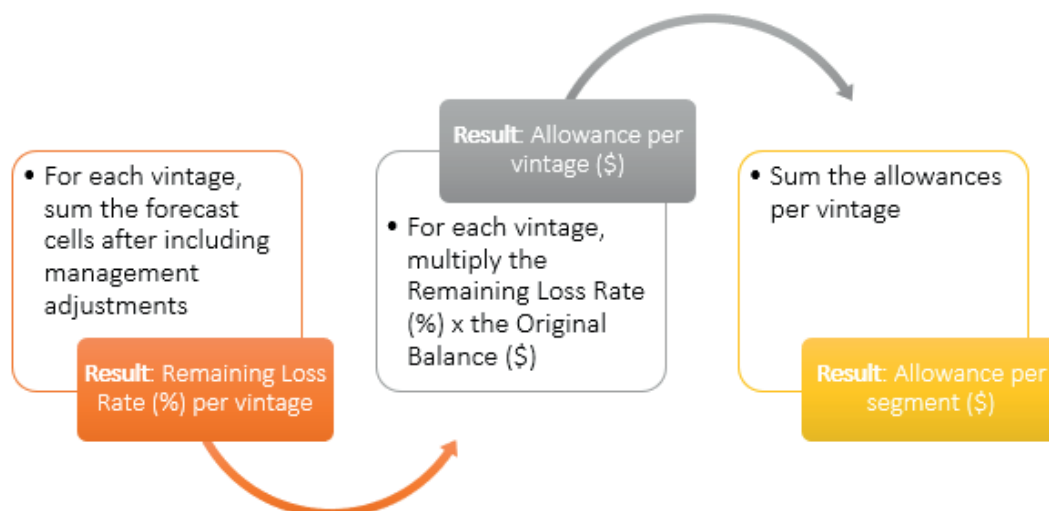 • For each vintage,
sum the forecast
cells after including
management
adjustments
Result: Remaining Loss
Rate (%) per vintage
Result: Allowance per
vintage ($)
• For each vintage,
multiply the
Remaining Loss Rate
(%) x the Original
Balance ($)
• Sum the allowances
per vintage
Result: Allowance per
segment ($)